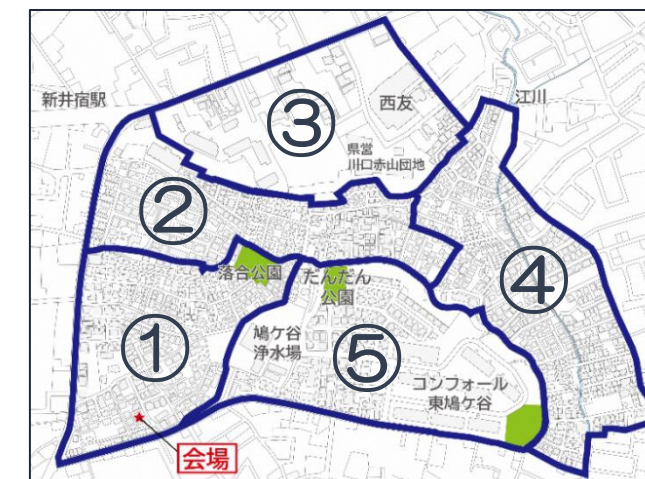 新井宿駅
③
西友
江川
県営
川口赤山団地
②
落合公園
だんだん
公園
④
①
鳩ケ谷
浄水場
⑤
コンフォール
東鳩ケ谷
会場